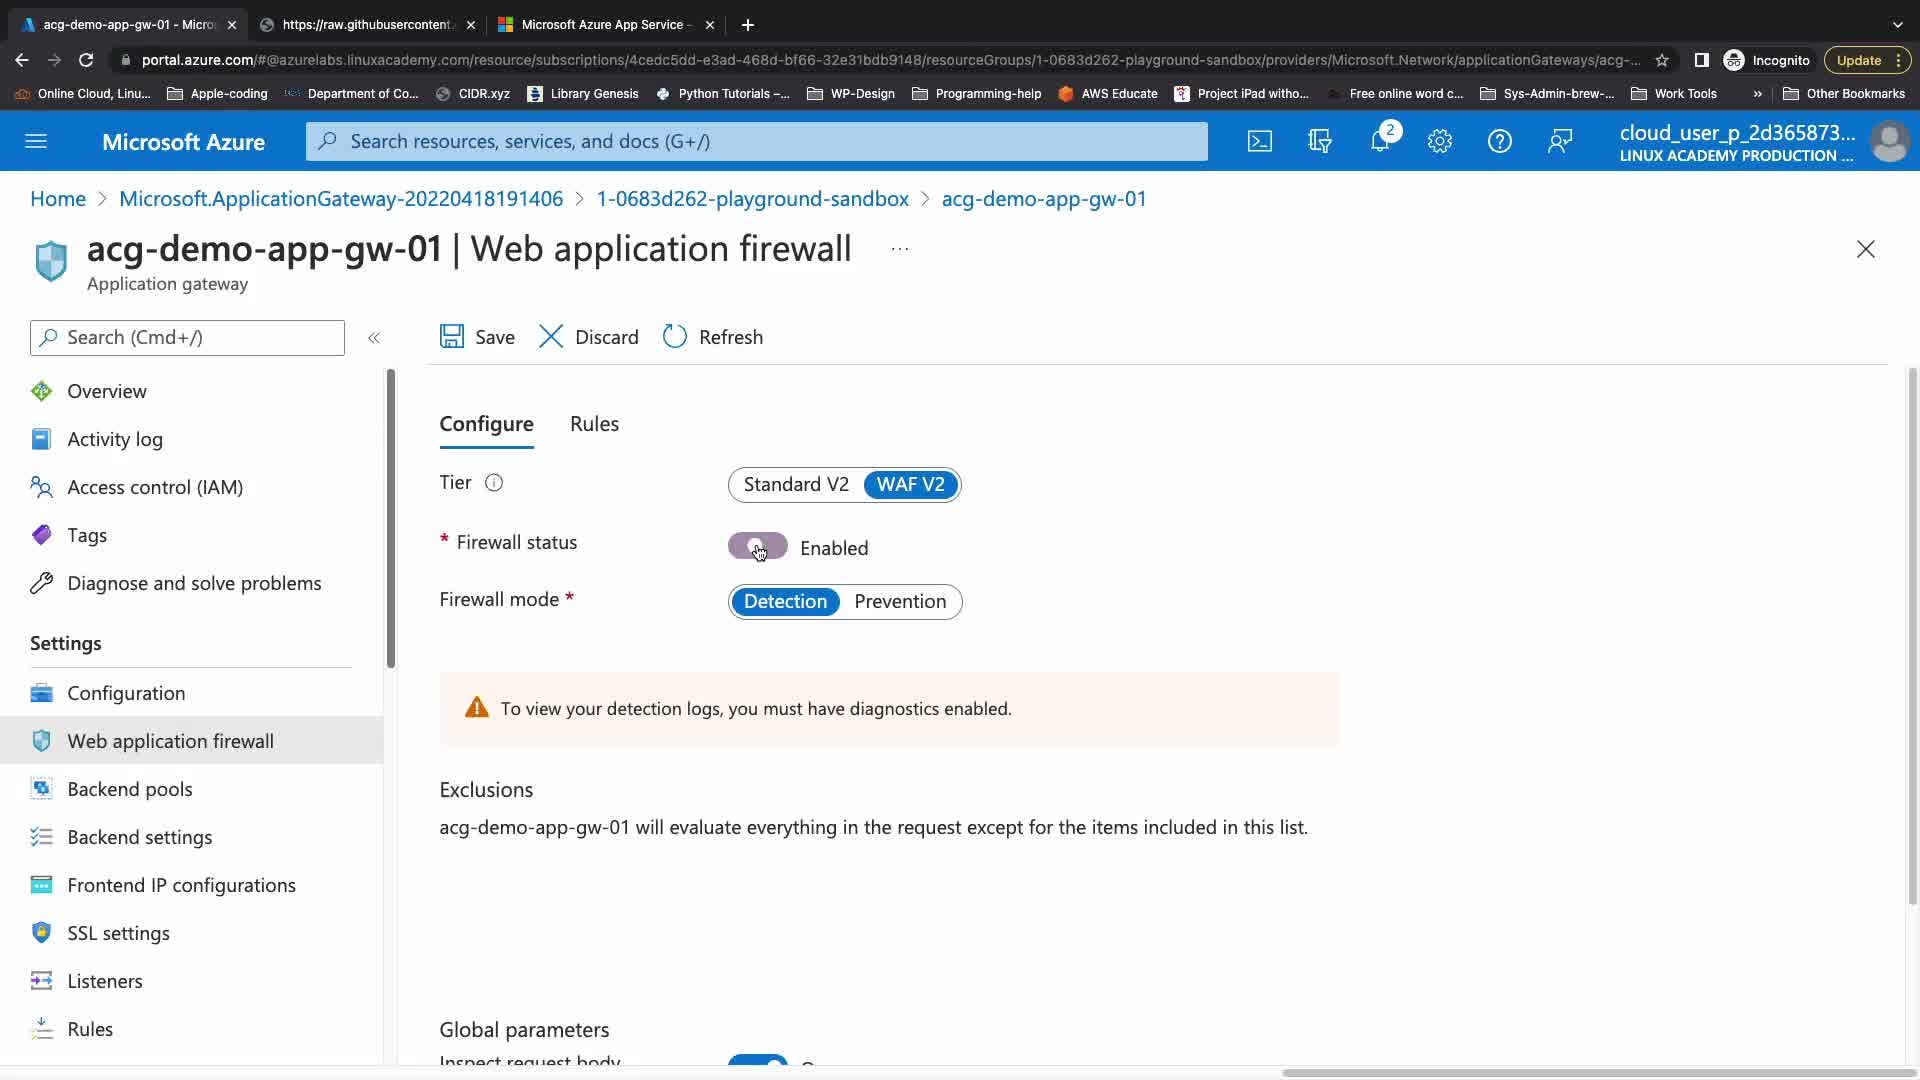 acg-demo-app-gw-01 - Micro
https://raw.githubusercontent.
Microsoft Azure App Service -
portal.azure.com/#@azurelabs.linuxacademy.com/resource/subscriptions/4cedc5dd-e3ad-468d-bf66-32e31bdb9148/resourceGroups/1-0683d262-playground-sandbox/providers/Microsoft.Network/applicationGateways/acg-...
Incognito
Update
Online Cloud, Linu...
Apple-coding
Department of Co...
CIDR.xyz
Library Genesis
Python Tutorials –...
WP-Design
Programming-help
AWS Educate
Project iPad witho...
Free online word c...
Sys-Admin-brew-...
Work Tools
»
Other Bookmarks
Microsoft Azure
Search resources, services, and docs (G+/)
2
cloud_user_p_2d365873...
LINUX ACADEMY PRODUCTION ...
Home > Microsoft.ApplicationGateway-20220418191406 > 1-0683d262-playground-sandbox > acg-demo-app-gw-01
acg-demo-app-gw-01 | Web application firewall ...
Application gateway
Search (Cmd+/)
«
Save
Discard
Refresh
Overview
Activity log
Access control (IAM)
Tags
Diagnose and solve problems
Settings
Configuration
Web application firewall
Backend pools
Backend settings
Frontend IP configurations
SSL settings
Listeners
Rules
Configure
Rules
Tier
Standard V2
WAF V2
* Firewall status
Enabled
Firewall mode *
Detection
Prevention
To view your detection logs, you must have diagnostics enabled.
Exclusions
acg-demo-app-gw-01 will evaluate everything in the request except for the items included in this list.
Global parameters
Inspect request body